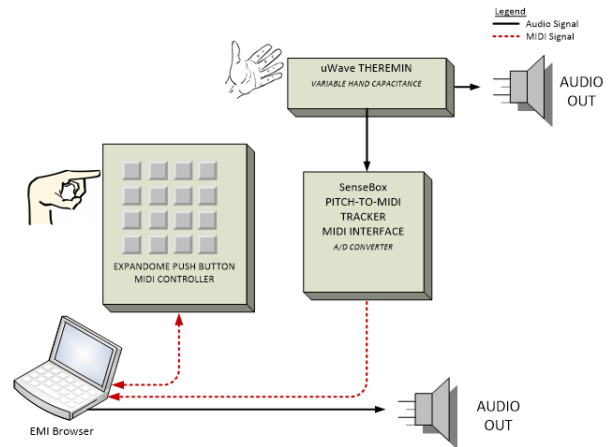 Legend
Audio Signal
MIDI Signal
uWave THEREMIN
VARIABLE HAND CAPACITANCE
AUDIO
OUT
SenseBox
PITCH-TO-MIDI
TRACKER
MIDI INTERFACE
A/D CONVERTER
EXPANDOME PUSH BUTTON
MIDI CONTROLLER
EMI Browser
AUDIO
OUT